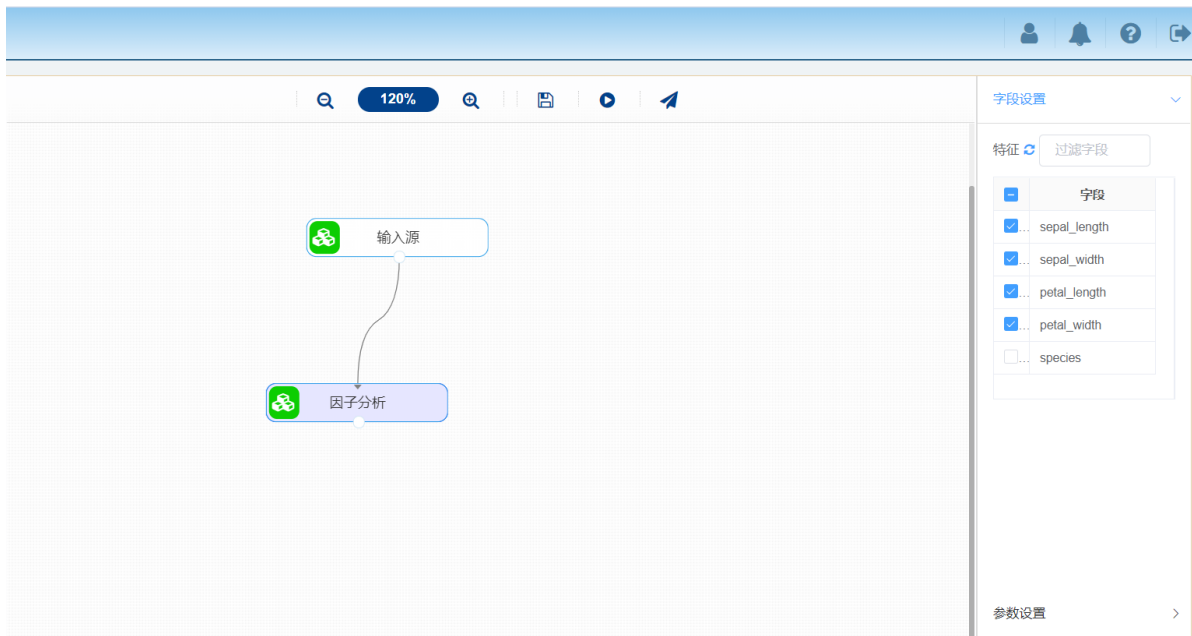 120%
字段设置
特征 过滤字段
字段
输入源
sepal_length
sepal_width
petal_length
petal_width
species
因子分析
参数设置